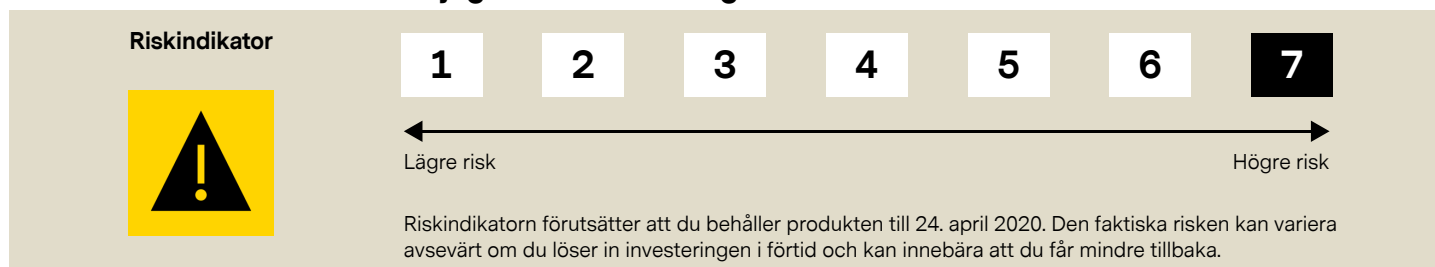 Riskindikator
1 2 3 4 5 6 7
Lägre risk Högre risk
Riskindikatorn förutsätter att du behåller produkten till 24. april 2020. Den faktiska risken kan variera
avsevärt om du löser in investeringen i förtid och kan innebära att du får mindre tillbaka.